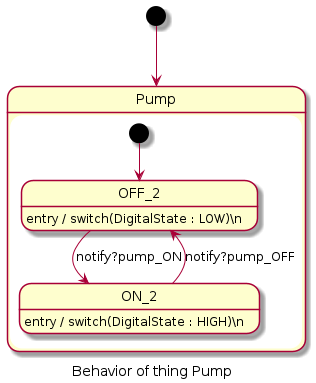 Pump
OFF_2
entry / switch(DigitalState : LOW)\n
notify?pump_ON notify?pump_OFF
ON_2
entry / switch(DigitalState : HIGH)\n
Behavior of thing Pump